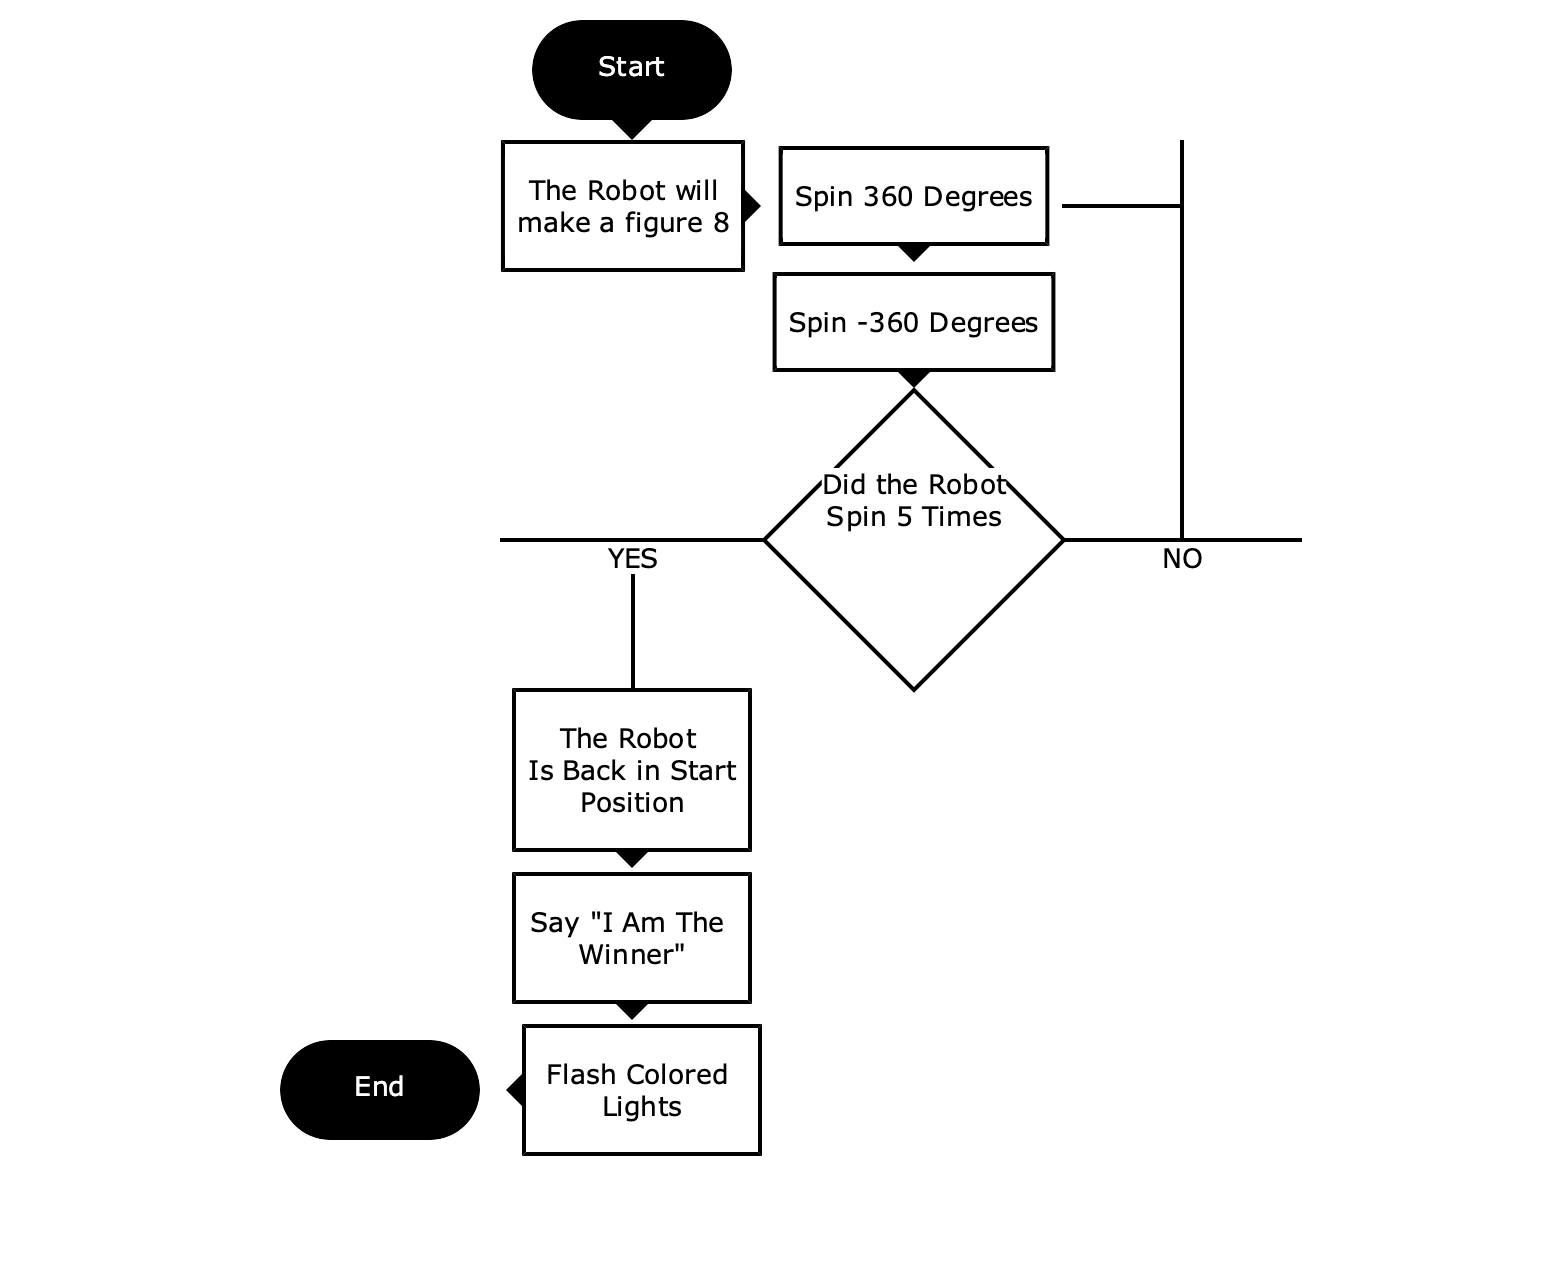 Start
The Robot will
make a figure 8
Spin 360 Degrees
Spin -360 Degrees
Did the Robot
Spin 5 Times
YES
NO
The Robot
Is Back in Start
Position
Say "I Am The
Winner"
Flash Colored
Lights
End